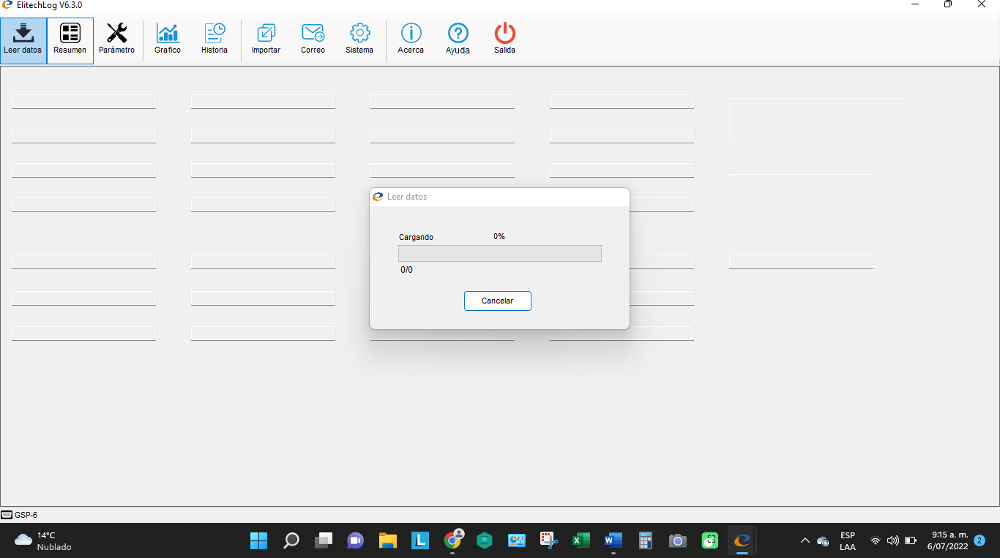 ElitechLog V6.3.0
Leer datos
Resumen
Parámetro
Grafico
Historia
Importar
Correo
Sistema
Acerca
Ayuda
Salida
Leer datos
Cargando 0%
0/0
Cancelar
GSP-6
14°C
Nublado
ESP
LAA
9:15 a. m.
6/07/2022
2